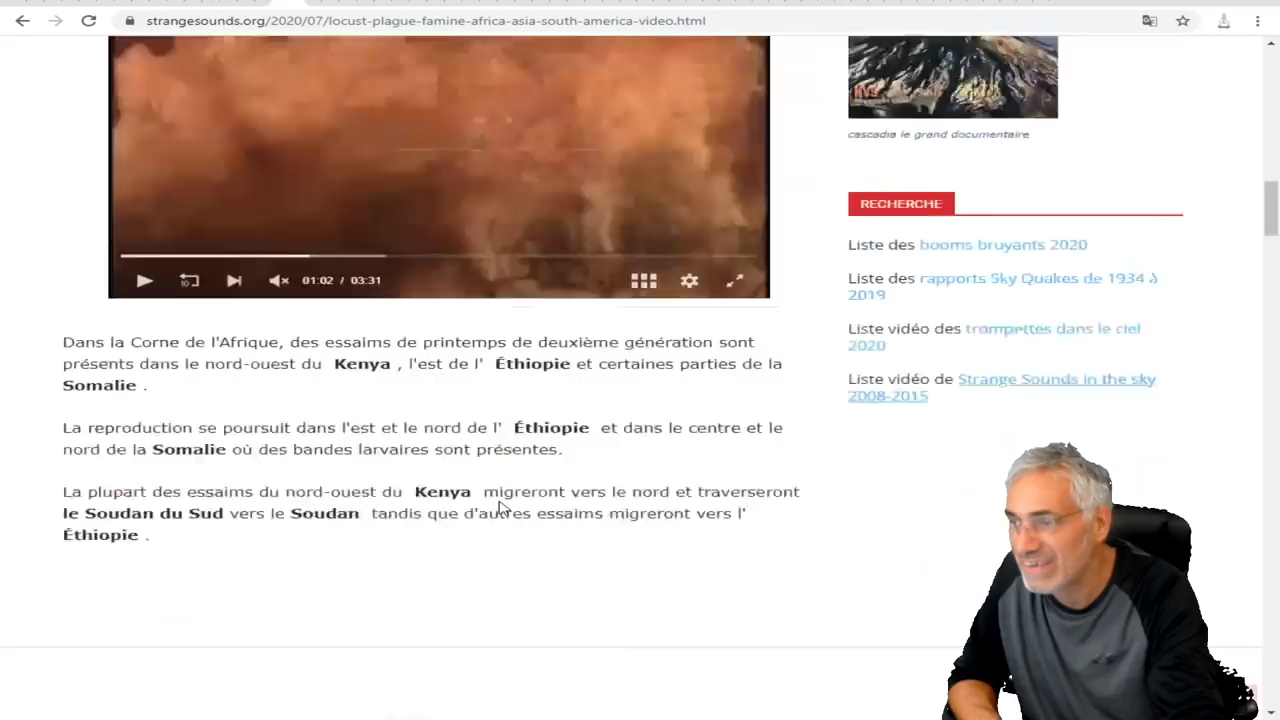 strangesounds.org/2020/07/locust-plague-famine-africa-asia-south-america-video.html
cascadia le grand documentaire
RECHERCHE
Liste des booms bruyants 2020
Liste des rapports Sky Quakes de 1934 à
2019
Liste vidéo des trompettes dans le ciel
2020
Liste vidéo de Strange Sounds in the sky
2008-2015
10
01:02 / 03:31
Dans la Corne de l'Afrique, des essaims de printemps de deuxième génération sont
présents dans le nord-ouest du Kenya , l'est de l' Éthiopie et certaines parties de la
Somalie .
La reproduction se poursuit dans l'est et le nord de l' Éthiopie et dans le centre et le
nord de la Somalie où des bandes larvaires sont présentes.
La plupart des essaims du nord-ouest du Kenya migreront vers le nord et traverseront
le Soudan du Sud vers le Soudan tandis que d'autres essaims migreront vers l'
Éthiopie .